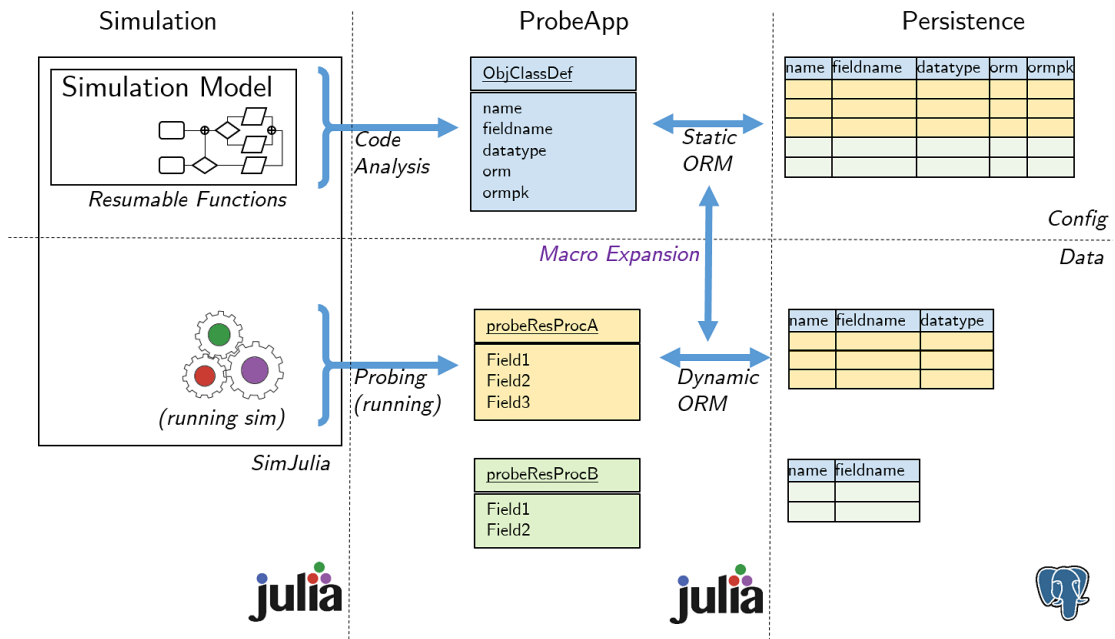 Simulation
ProbeApp
Persistence
Simulation Model
Resumable Functions
Code
Analysis
ObjClassDef
name
fieldname
datatype
orm
ormpk
Static
ORM
name fieldname datatype orm ormpk
Config
Data
Macro Expansion
(running sim)
SimJulia
Probing
(running)
probeResProcA
Field1
Field2
Field3
Dynamic
ORM
name fieldname datatype
probeResProcB
Field1
Field2
name fieldname
julia
julia